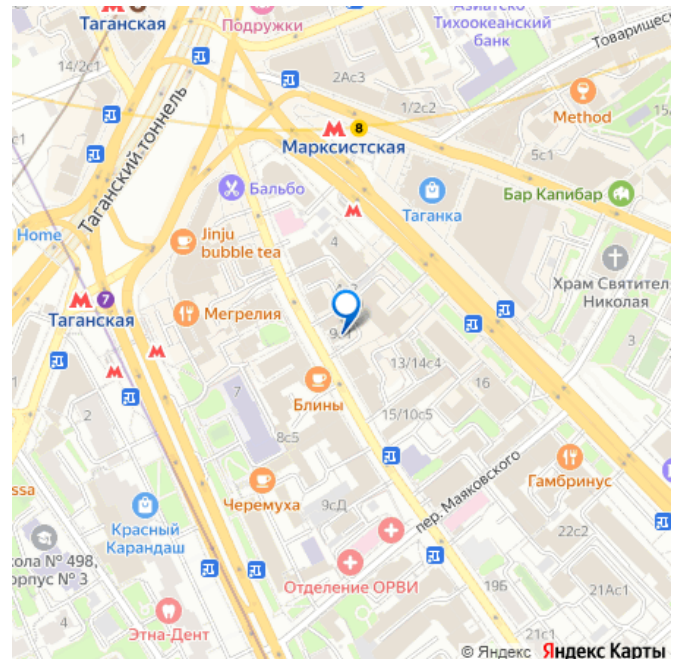 Таганская
Подружки
Азиатско-
Тихоокеанский
банк
Товарищес
14/2с1
2Ас3
1/2с2
Method
15
с1
8
Марксистская
5с1
Таганский тоннель
Бальбо
Таганка
Бар Капибар
Home
Jinju
bubble tea
4
Храм Святител
Николая
7
Таганская
Мегрелия
9с1
3
13/14с4
16
7
Блины
2
15/10с5
8с5
пер. Маяковского
Гамбринус
ssa
Черемуха
9сД
Красный
Карандаш
22с2
кола № 498,
орпус № 3
Отделение ОРВИ
19Б
21Ас1
Этна-Дент
21с1
© Яндекс Яндекс Карты